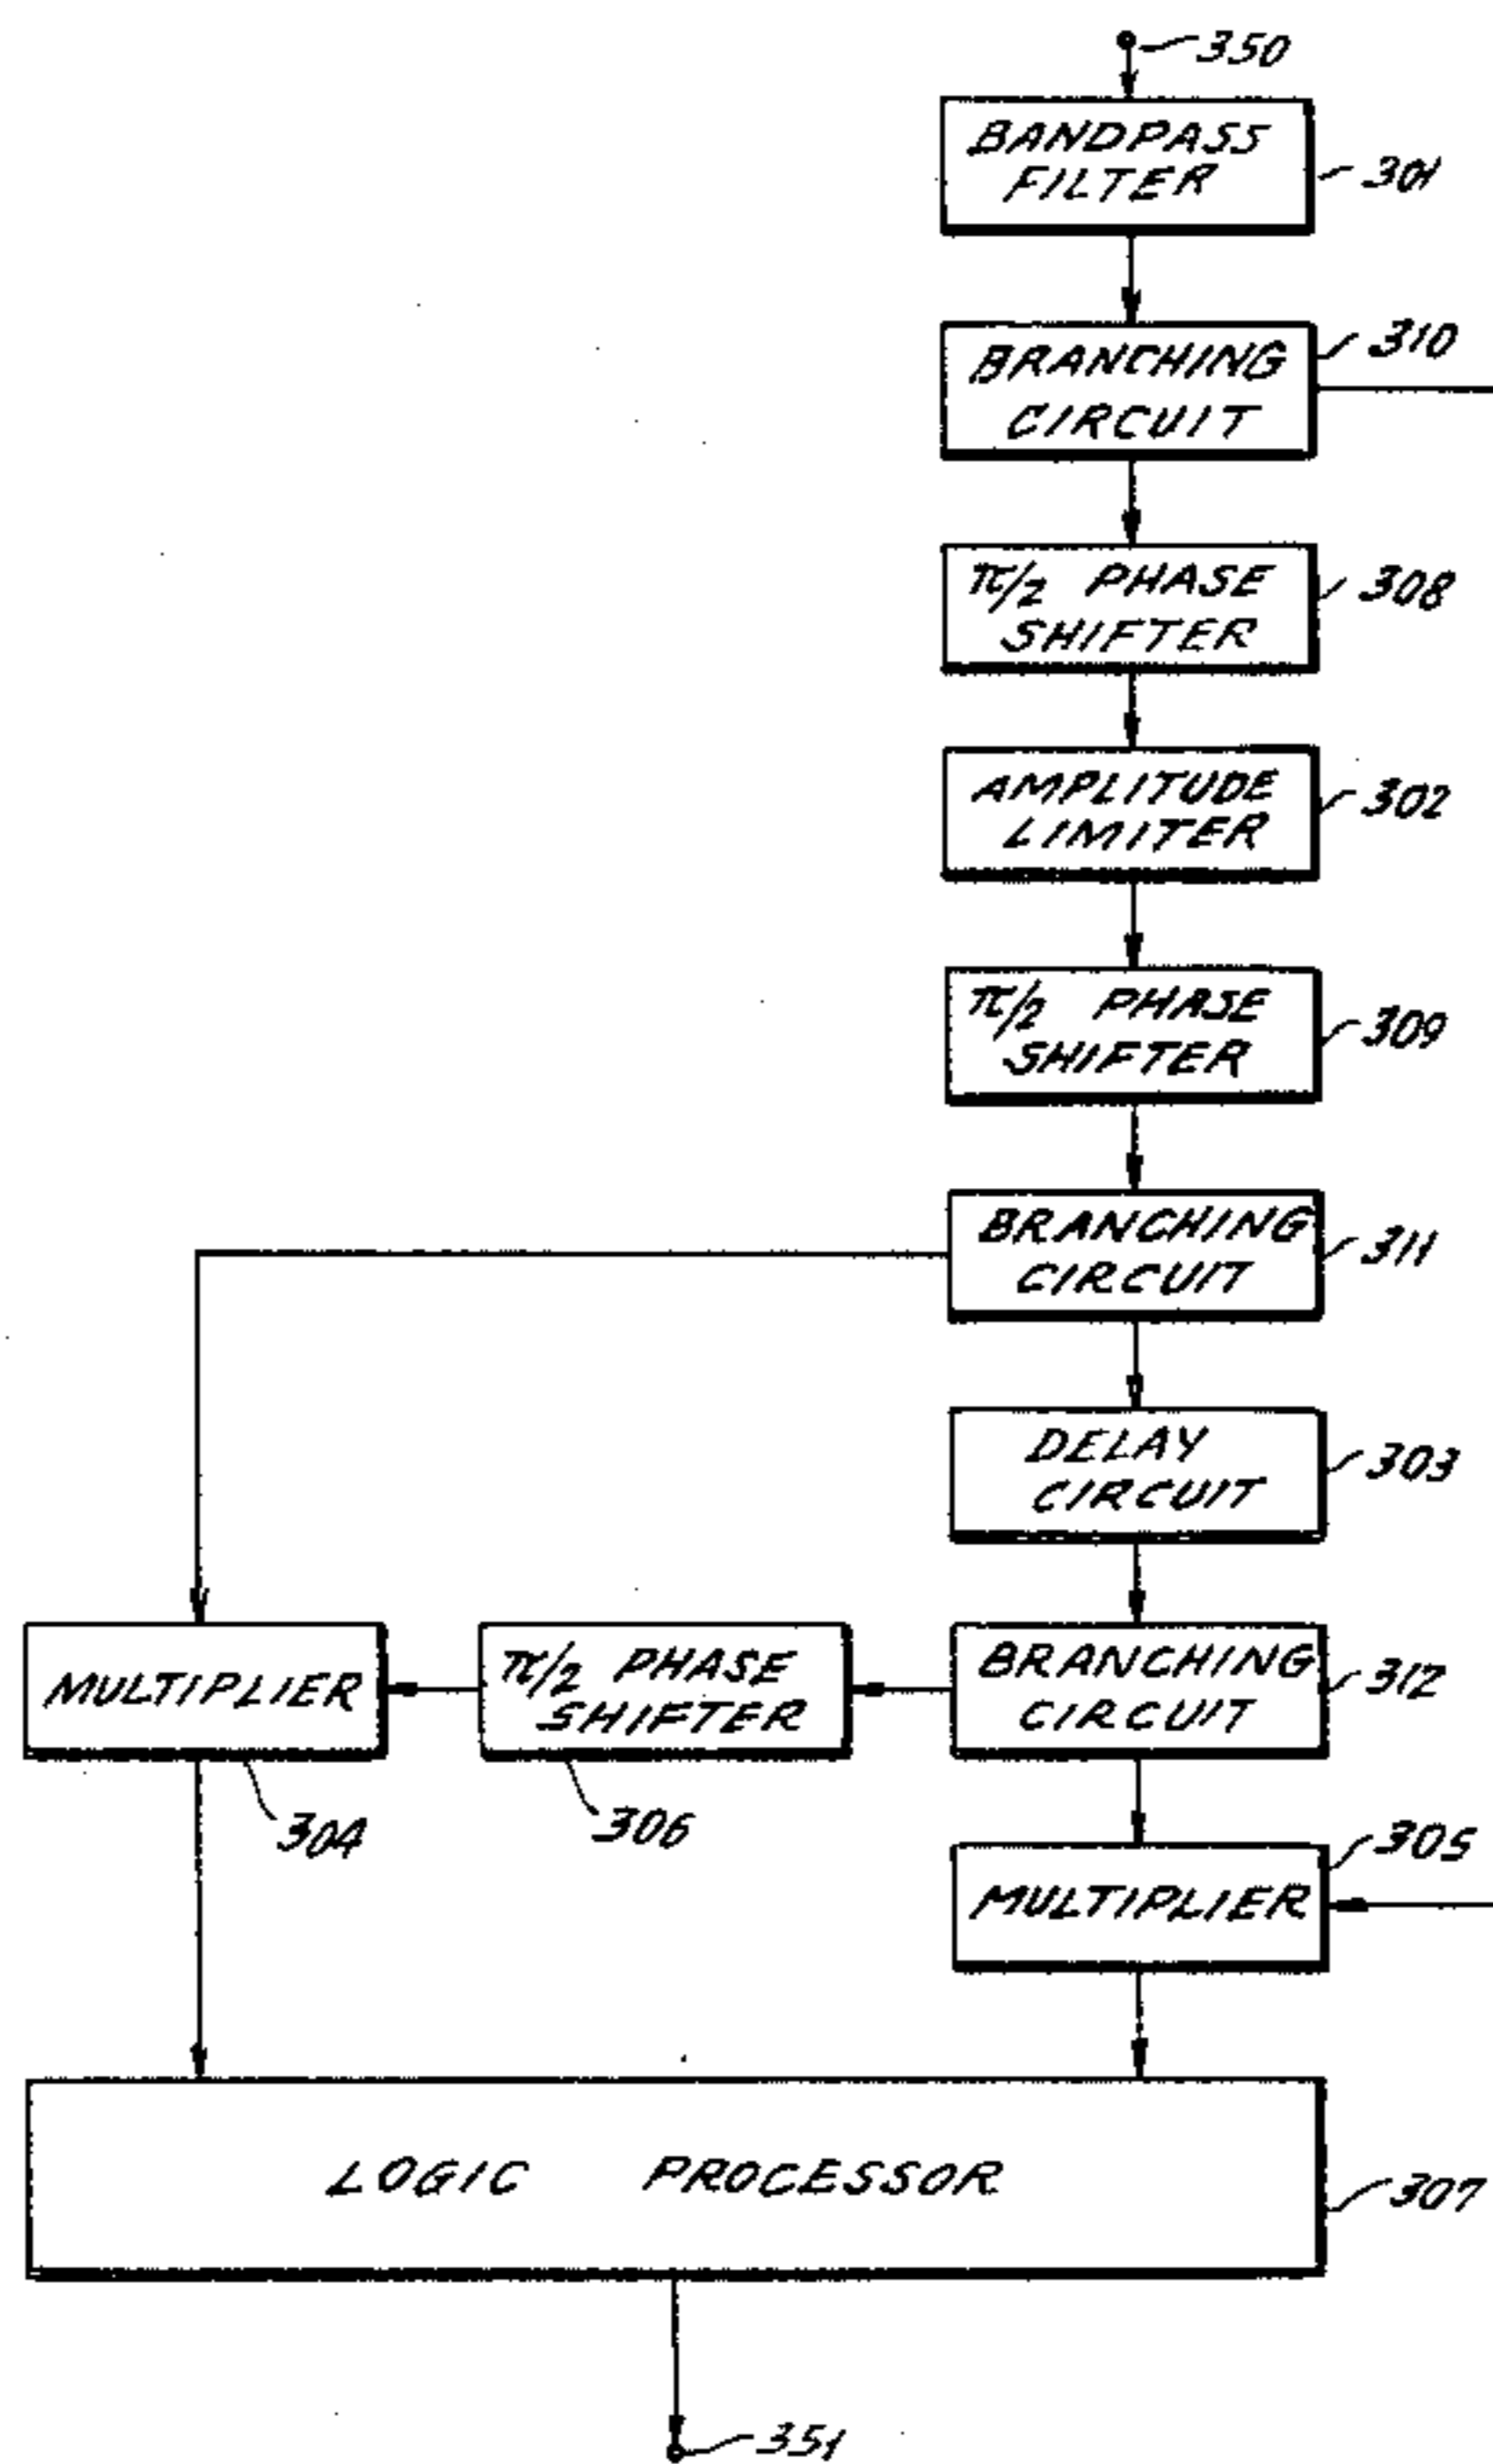 350
BANDPASS
FILTER
301
BRANCHING
CIRCUIT
310
π/2 PHASE
SHIFTER
308
AMPLITUDE
LIMITER
302
π/2 PHASE
SHIFTER
309
BRANCHING
CIRCUIT
311
DELAY
CIRCUIT
303
MULTIPLIER
304
π/2 PHASE
SHIFTER
306
BRANCHING
CIRCUIT
312
MULTIPLIER
305
LOGIC PROCESSOR
307
351